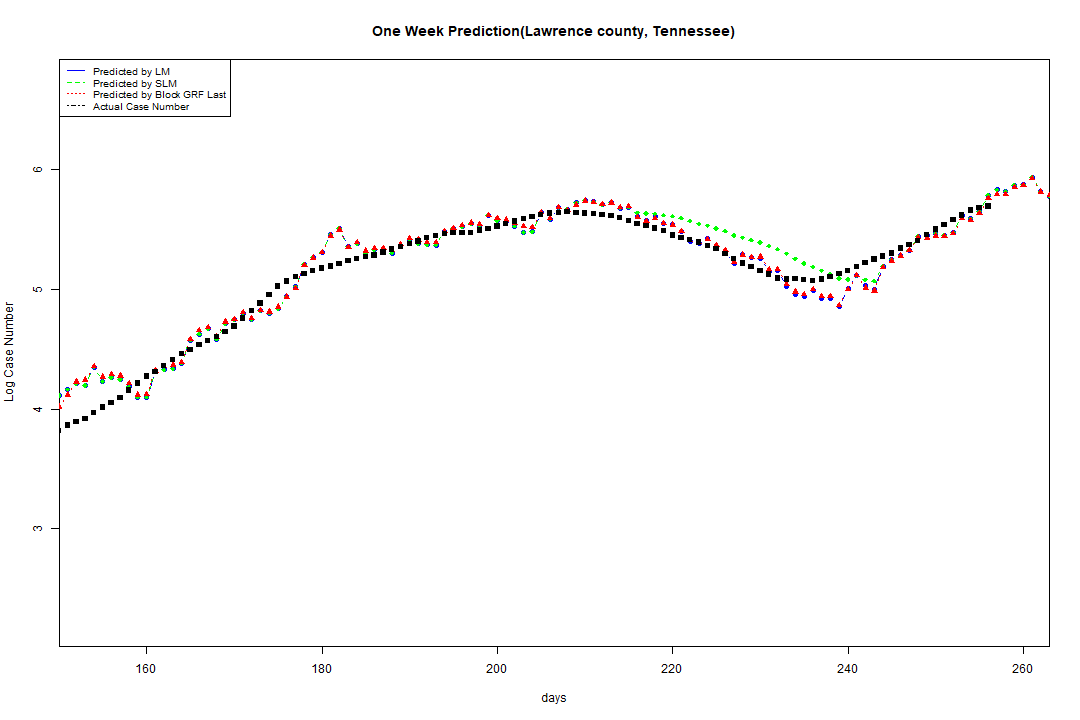 One Week Prediction(Lawrence county, Tennessee)
Predicted by LM
Predicted by SLM
Predicted by Block GRF Last
Actual Case Number
6
5
4
3
Log Case Number
160 180 200 220 240 260
days